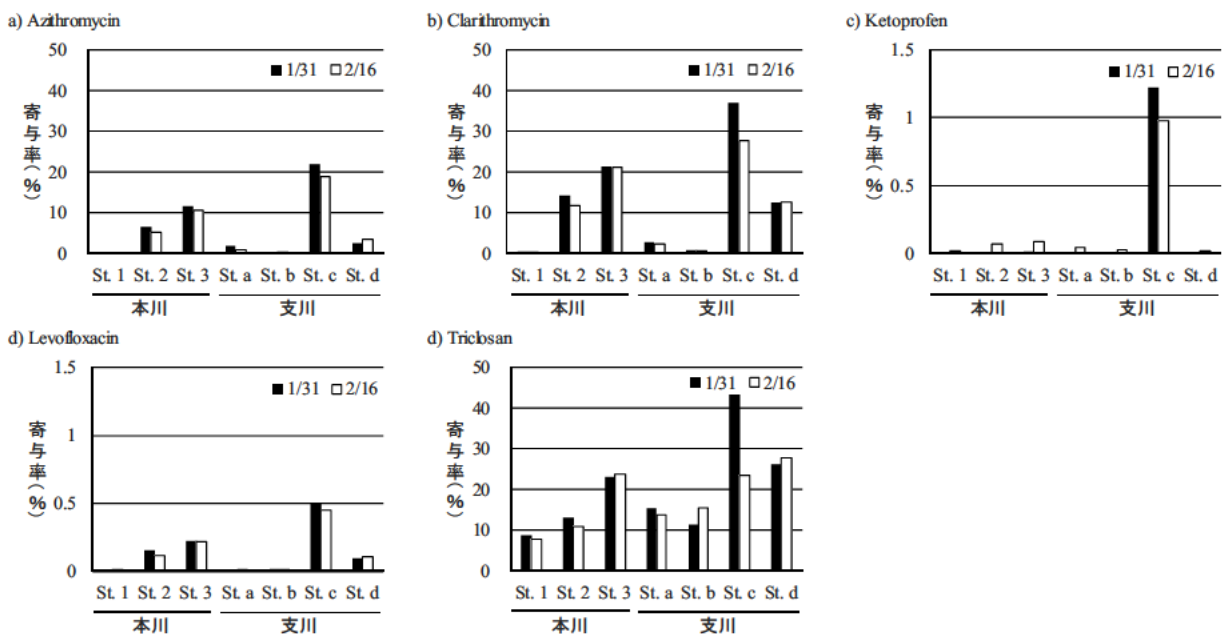 a) Azithromycin
50
40
30
20
10
0
寄与率(%)
■1/31 □2/16
St. 1 St. 2 St. 3 St. a St. b St. c St. d
本川 支川
b) Clarithromycin
50
40
30
20
10
0
寄与率(%)
■1/31 □2/16
St. 1 St. 2 St. 3 St. a St. b St. c St. d
本川 支川
c) Ketoprofen
1.5
1
0.5
0
寄与率(%)
■1/31 □2/16
St. 1 St. 2 St. 3 St. a St. b St. c St. d
本川 支川
d) Levofloxacin
1.5
1
0.5
0
寄与率(%)
■1/31 □2/16
St. 1 St. 2 St. 3 St. a St. b St. c St. d
本川 支川
d) Triclosan
50
40
30
20
10
0
寄与率(%)
■1/31 □2/16
St. 1 St. 2 St. 3 St. a St. b St. c St. d
本川 支川